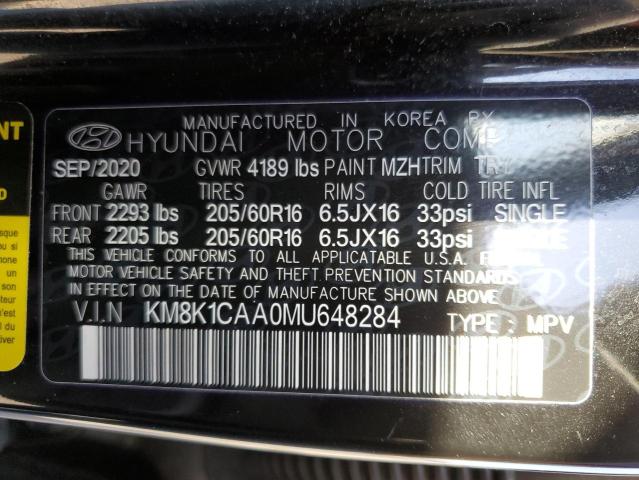 MANUFACTURED IN KOREA BY
HYUNDAI MOTOR COMP
SEP/2020 GVWR 4189 lbs PAINT MZH TRIM TRY
GAWR TIRES RIMS COLD TIRE INFL
FRONT 2293 lbs 205/60R16 6.5JX16 33psi SINGLE
REAR 2205 lbs 205/60R16 6.5JX16 33psi
THIS VEHICLE CONFORMS TO ALL APPLICATABLE U.S.A. FEDERAL
MOTOR VEHICLE SAFETY AND THEFT PREVENTION STANDARDS
IN EFFECT ON THE DATE OF MANUFACTURE SHOWN ABOVE.
V.I.N KM8K1CAA0MU648284 TYPE : MPV